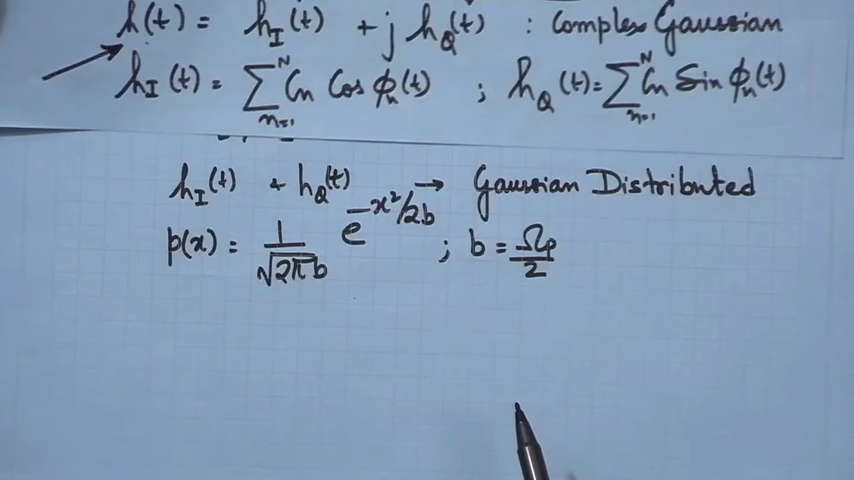 h(t) = h_I(t) + j h_Q(t) : Complex Gaussian
h_I(t) = ∑_{n=1}^{N} C_n Cos ϕ_n(t) ; h_Q(t) = ∑_{n=1}^{N} C_n Sin ϕ_n(t)
h_I(t) + h_Q(t) → Gaussian Distributed
p(x) = 1/√(2π b) e^{-x²/2b} ; b = Ω_p/2